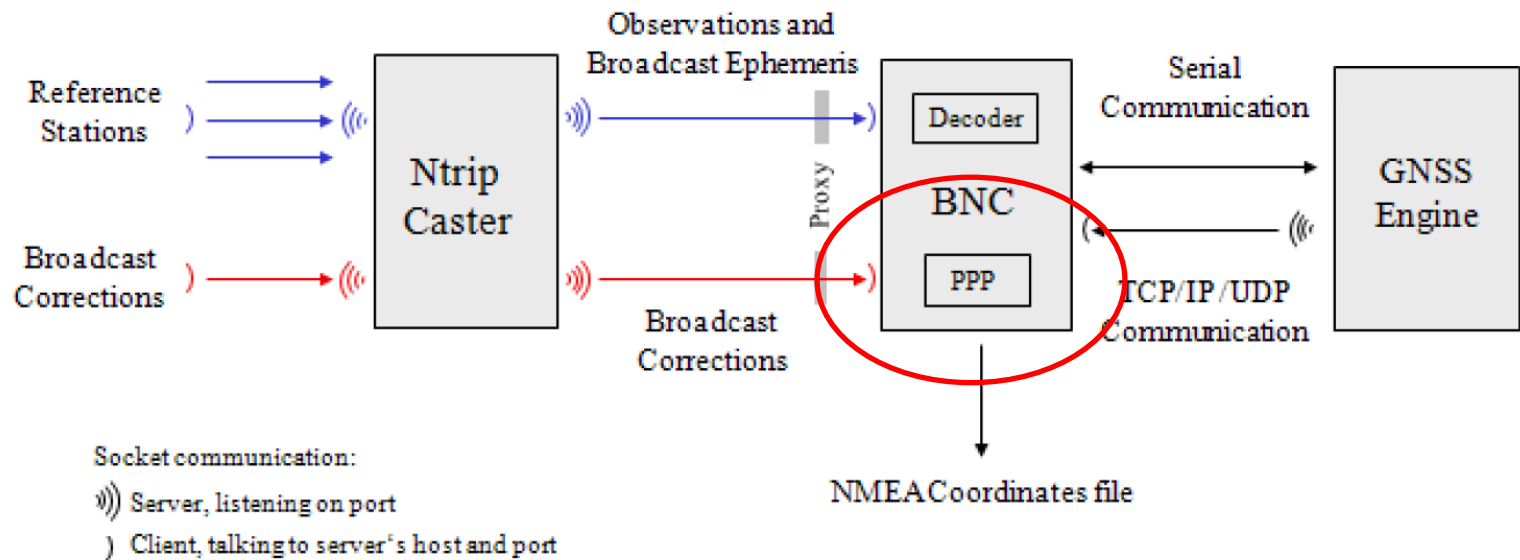 Observations and
Broadcast Ephemeris
Reference
Stations
Ntrip
Caster
Proxy
Decoder
BNC
PPP
Serial
Communication
GNSS
Engine
Broadcast
Corrections
Broadcast
Corrections
TCP/IP/UDP
Communication
NMEA Coordinates file
Socket communication:
Server, listening on port
Client, talking to server's host and port